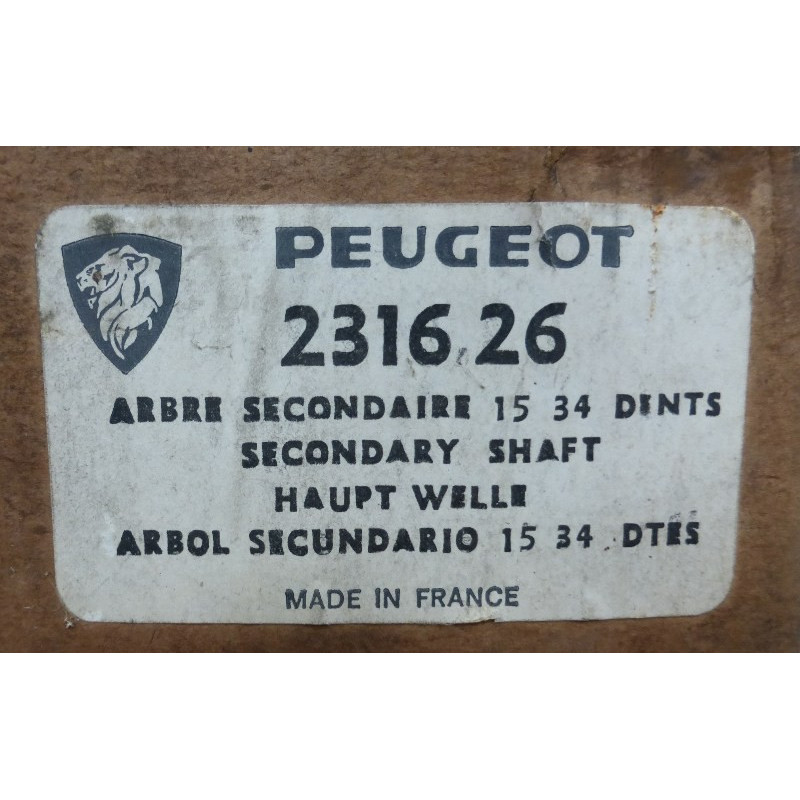 PEUGEOT
2316.26
ARBRE SECONDAIRE 15 34 DENTS
SECONDARY SHAFT
HAUPT WELLE
ARBOL SECUNDARIO 15 34 DTES
MADE IN FRANCE